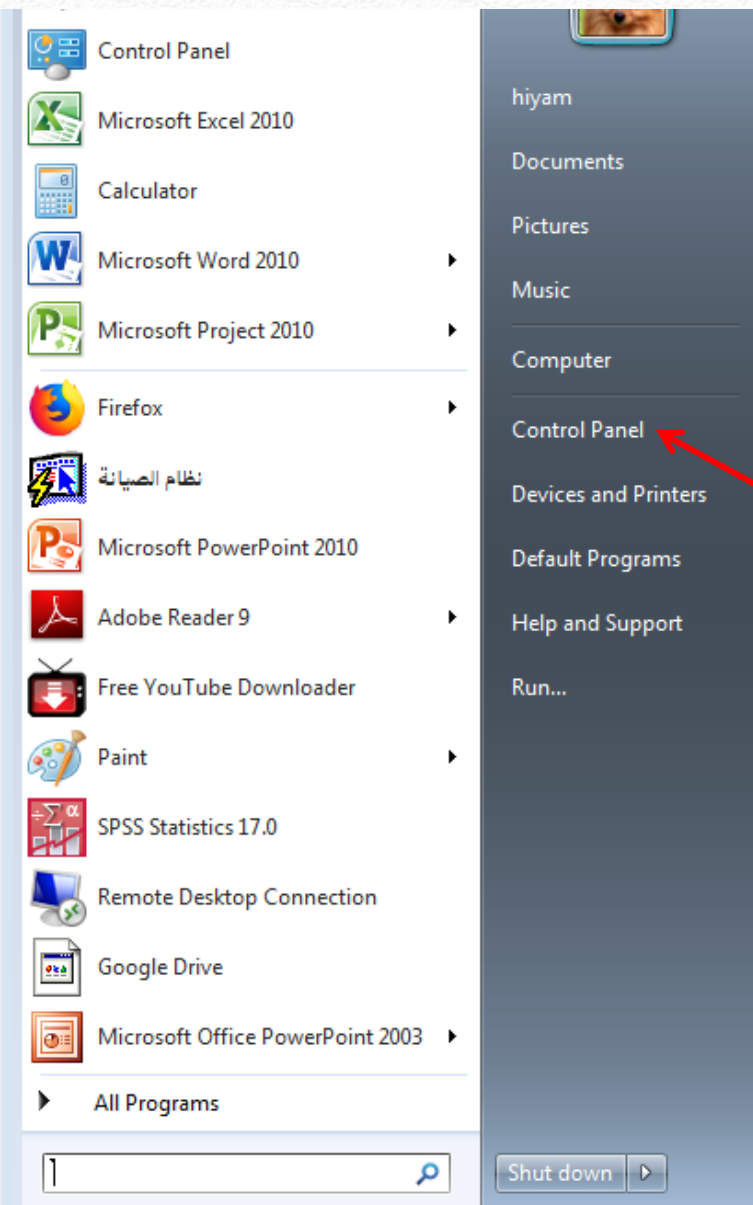 Control Panel
Microsoft Excel 2010
Calculator
Microsoft Word 2010
Microsoft Project 2010
Firefox
نظام الصيانة
Microsoft PowerPoint 2010
Adobe Reader 9
Free YouTube Downloader
Paint
SPSS Statistics 17.0
Remote Desktop Connection
Google Drive
Microsoft Office PowerPoint 2003
All Programs
hiyam
Documents
Pictures
Music
Computer
Control Panel
Devices and Printers
Default Programs
Help and Support
Run...
Shut down